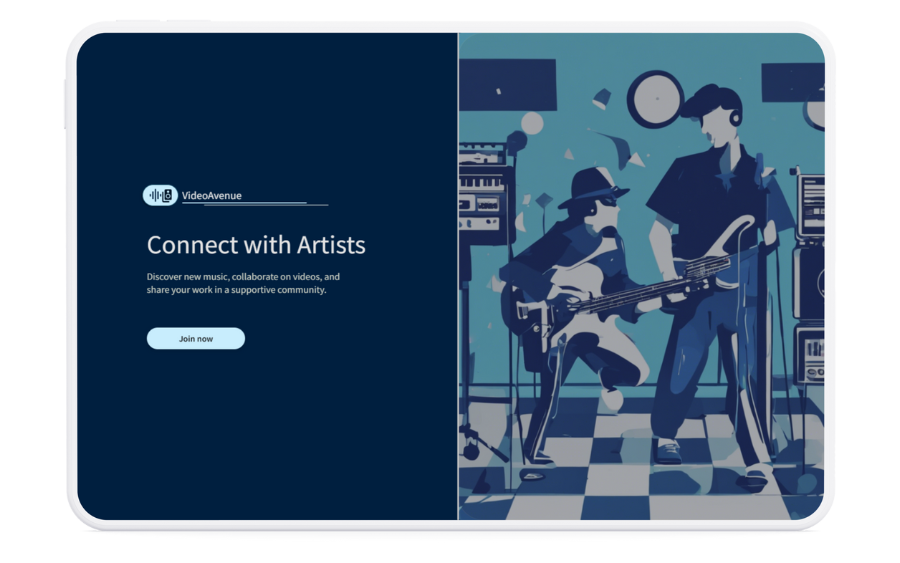 VideoAvenue
Connect with Artists
Discover new music, collaborate on videos, and
share your work in a supportive community.
Join now